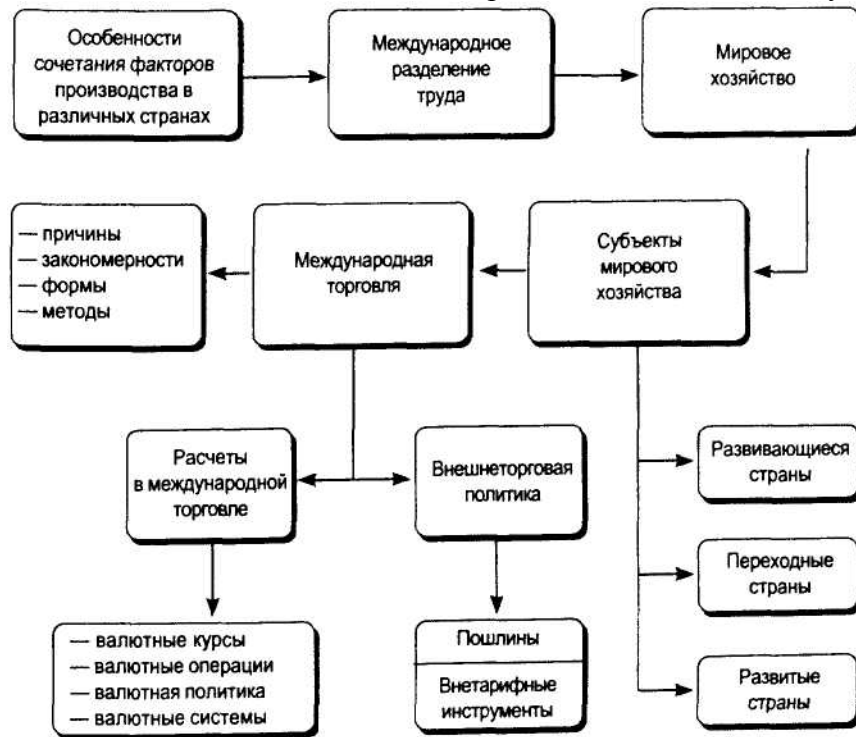 Особенности
сочетания факторов
производства в
различных странах
Международное
разделение
труда
Мировое
хозяйство
— причины
— закономерности
— формы
— методы
Международная
торговля
Субъекты
мирового
хозяйства
Расчеты
в международной
торговле
Внешнеторговая
политика
Развивающиеся
страны
Переходные
страны
Развитые
страны
— валютные курсы
— валютные операции
— валютная политика
— валютные системы
Пошлины
Внетарифные
инструменты